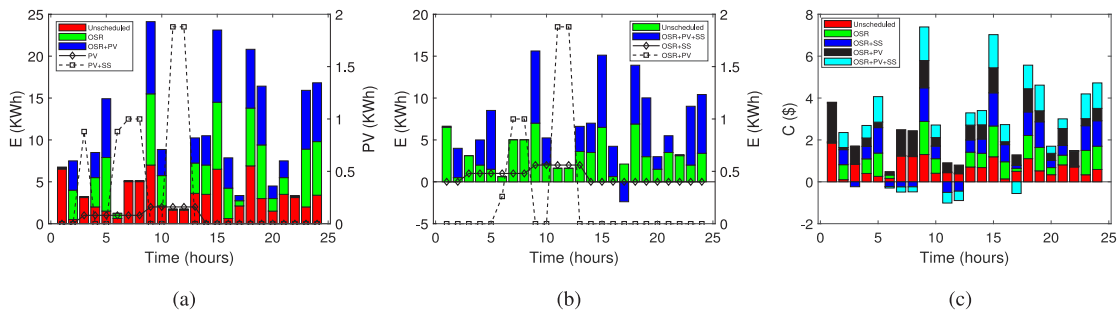 E (KWh)
25
20
15
10
5
0
Unscheduled
OSR
OSR+PV
PV
PV+SS
2
1.5
1
0.5
0
PV (KWh)
0 5 10 15 20 25
Time (hours)
(a)
E (KWh)
20
15
10
5
0
-5
Unscheduled
OSR+PV+SS
OSR+SS
OSR+PV
2
1.5
1
0.5
0
E (KWh)
0 5 10 15 20 25
Time (hours)
(b)
C ($)
8
6
4
2
0
-2
Unscheduled
OSR
OSR+SS
OSR+PV
OSR+PV+SS
0 5 10 15 20 25
Time (hours)
(c)